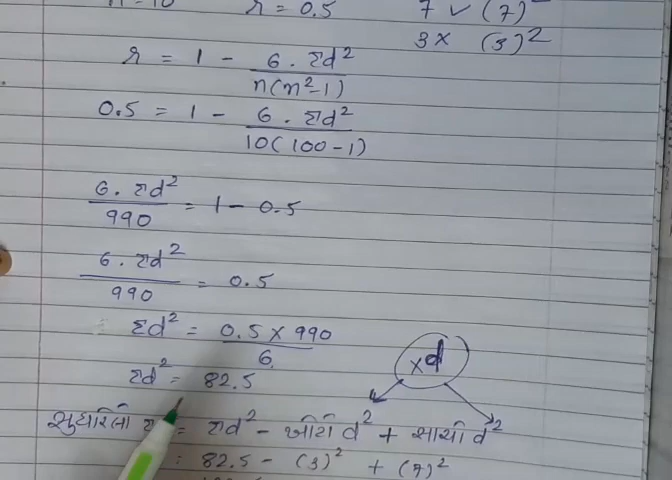 n = 10 r = 0.5 7 ✓ (7)²
3 × (3)²
r = 1 - 6 . Σd² / n(n²-1)
0.5 = 1 - 6 . Σd² / 10(100-1)
6 . Σd² / 990 = 1 - 0.5
6 . Σd² / 990 = 0.5
Σd² = 0.5 × 990 / 6
×d
Σd² = 82.5
સુધારેલી = Σd² - ખોટી d² + સાચી d²
= 82.5 - (3)² + (7)²